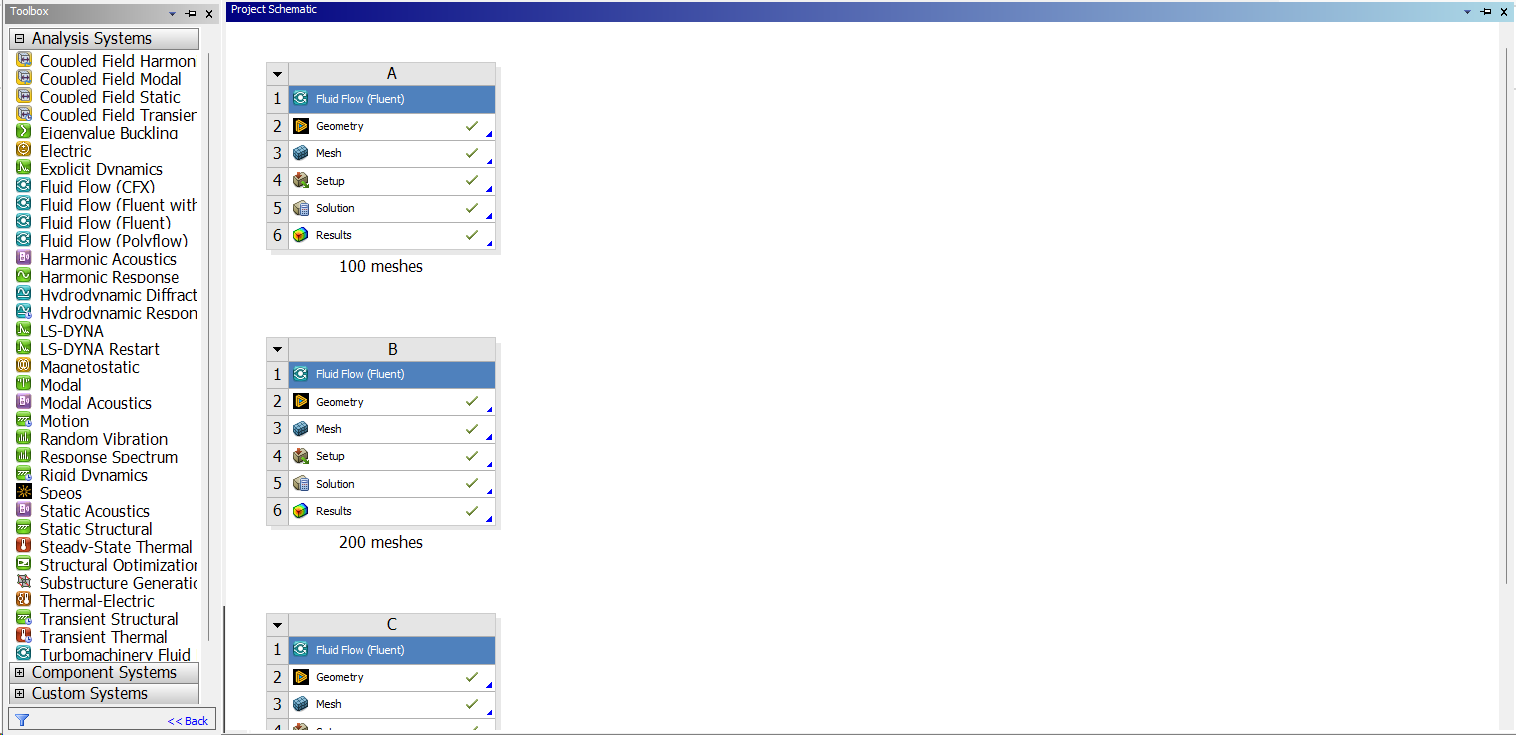 Toolbox
Analysis Systems
Coupled Field Harmon
Coupled Field Modal
Coupled Field Static
Coupled Field Transier
Eigenvalue Buckling
Electric
Explicit Dynamics
Fluid Flow (CFX)
Fluid Flow (Fluent with
Fluid Flow (Fluent)
Fluid Flow (Polyflow)
Harmonic Acoustics
Harmonic Response
Hydrodynamic Diffract
Hydrodynamic Respon
LS-DYNA
LS-DYNA Restart
Magnetostatic
Modal
Modal Acoustics
Motion
Random Vibration
Response Spectrum
Rigid Dynamics
Speos
Static Acoustics
Static Structural
Steady-State Thermal
Structural Optimization
Substructure Generatic
Thermal-Electric
Transient Structural
Transient Thermal
Turbomachinery Fluid
Component Systems
Custom Systems
<< Back
Project Schematic
A
1 Fluid Flow (Fluent)
2 Geometry
3 Mesh
4 Setup
5 Solution
6 Results
100 meshes
B
1 Fluid Flow (Fluent)
2 Geometry
3 Mesh
4 Setup
5 Solution
6 Results
200 meshes
C
1 Fluid Flow (Fluent)
2 Geometry
3 Mesh